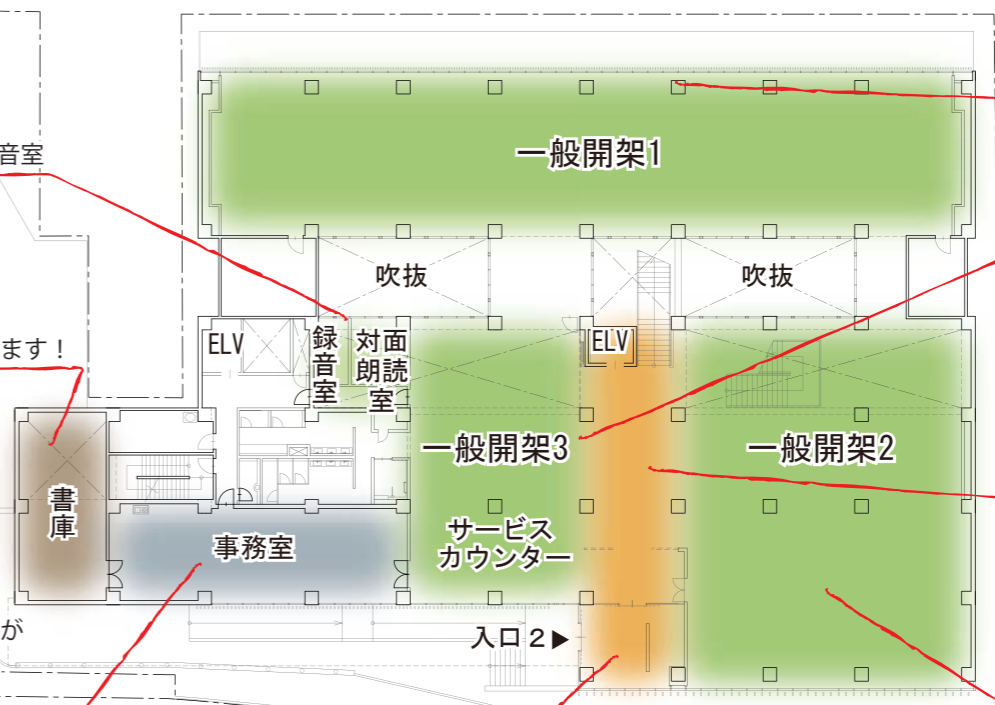 一般開架1
音室
吹抜
吹抜
ELV
録音室
対面朗読室
ELV
ます！
一般開架3
一般開架2
書庫
サービス
カウンター
事務室
が
入口2▶